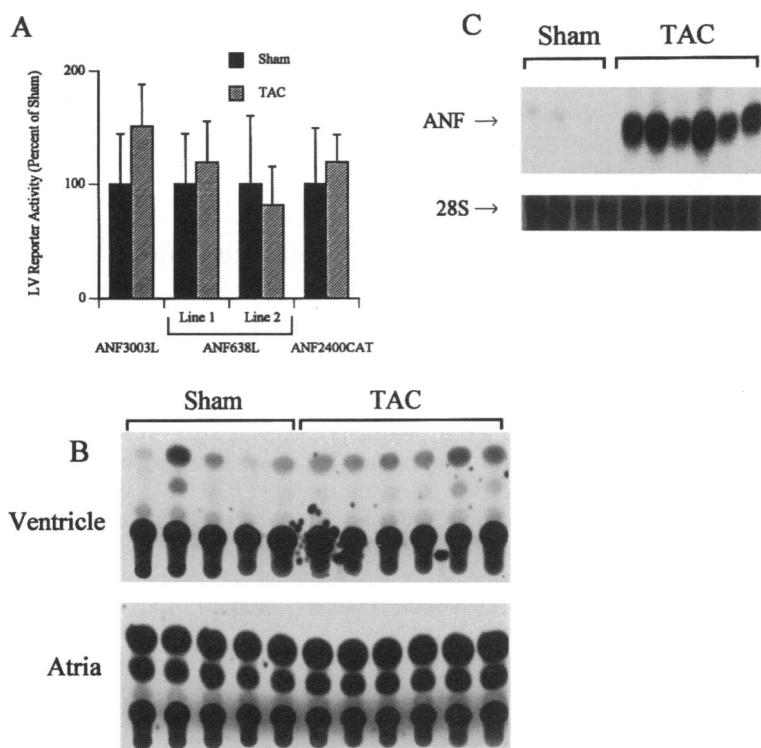 A
LV Reporter Activity (Percent of Sham)
200
100
0
Sham
TAC
Line 1
Line 2
ANF3003L
ANF638L
ANF2400CAT
C
Sham
TAC
ANF →
28S →
B
Sham
TAC
Ventricle
Atria